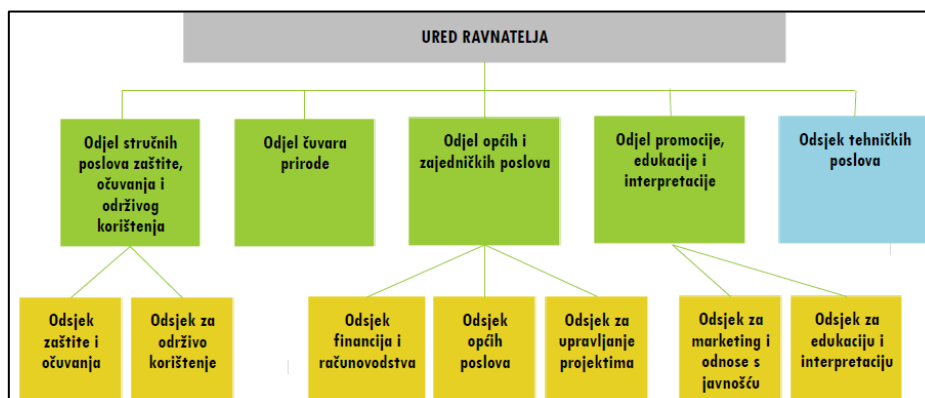 URED RAVNATELJA
Odjel stručnih
poslova zaštite,
očuvanja i
održivog
korištenja
Odjel čuvara
prirode
Odjel općih i
zajedničkih poslova
Odjel promocije,
edukacije i
interpretacije
Odsjek tehničkih
poslova
Odsjek
zaštite i
očuvanja
Odsjek za
održivo
korištenje
Odsjek
financija i
računovodstva
Odsjek
općih
poslova
Odsjek za
upravljanje
projektima
Odsjek za
marketing i
odnose s
javnošću
Odsjek za
edukaciju i
interpretaciju